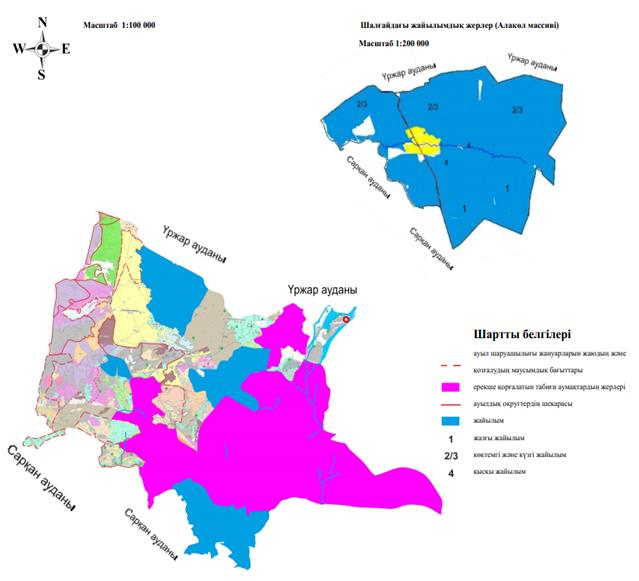 N
W E
S
Масштаб 1:100 000
Шалғайдағы жайылымдық жерлер (Алакөл массиві)
Масштаб 1:200 000
Үржар ауданы
Үржар ауданы
2/3
2/3
2/3
4
4
1
1
Сарқан ауданы
Сарқан ауданы
Үржар ауданы
Үржар ауданы
Сарқан ауданы
Сарқан ауданы
Шартты белгілері
ауыл шаруашылығы жануарларын жаюдың және
қозғалудың маусымдық бағыттары
ерекше қорғалатын табиғи аумақтардың жерлері
ауылдық округтердің шекарасы
жайылым
1 жазғы жайылым
2/3 көктемгі және күзгі жайылым
4 қысқы жайылым